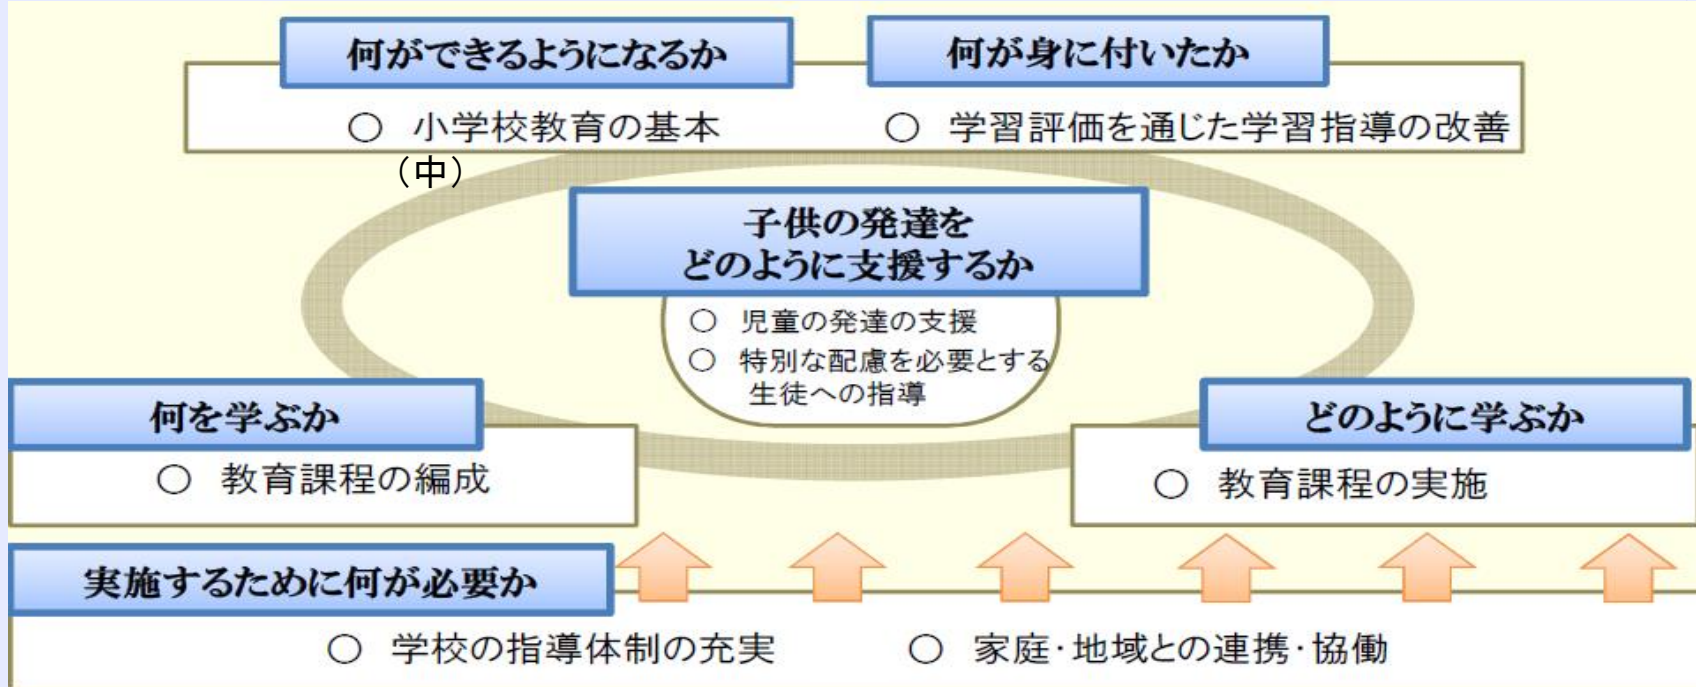 何ができるようになるか
何が身に付いたか
○ 小学校教育の基本
(中)
○ 学習評価を通じた学習指導の改善
子供の発達を
どのように支援するか
○ 児童の発達の支援
○ 特別な配慮を必要とする
生徒への指導
何を学ぶか
○ 教育課程の編成
どのように学ぶか
○ 教育課程の実施
実施するために何が必要か
○ 学校の指導体制の充実
○ 家庭・地域との連携・協働